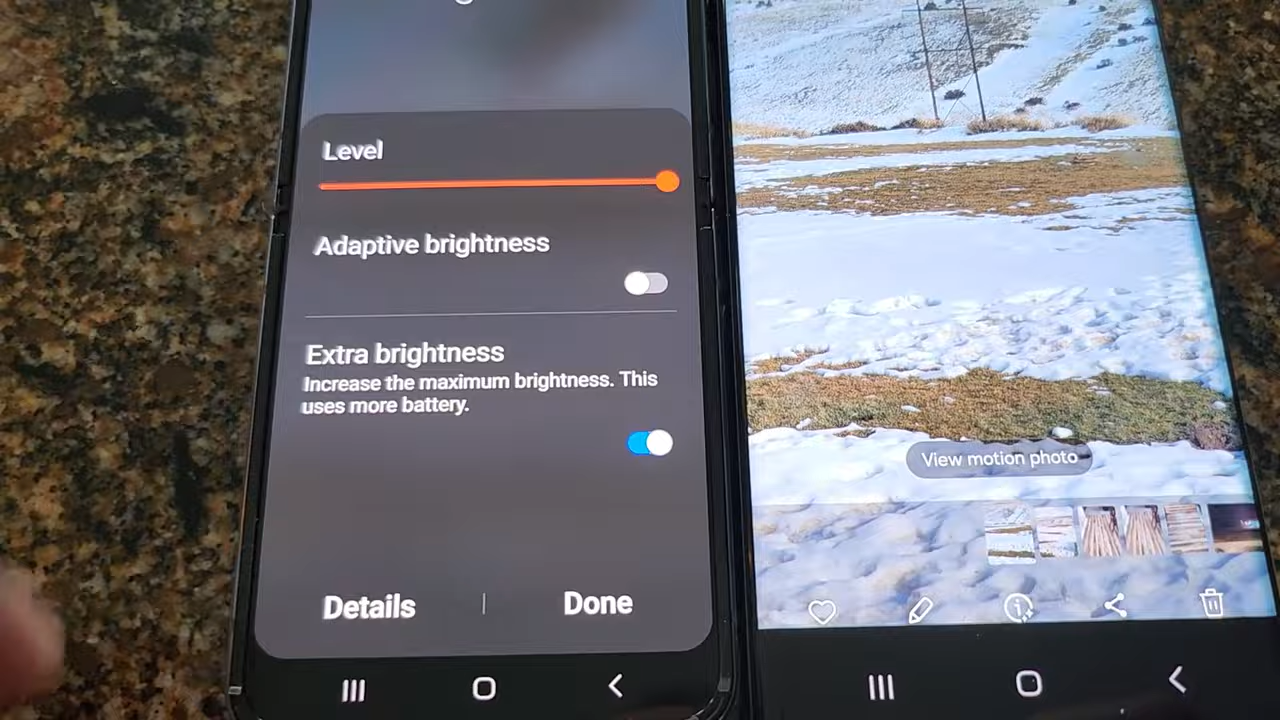 Level
Adaptive brightness
Extra brightness
Increase the maximum brightness. This
uses more battery.
Details
Done
View motion photo